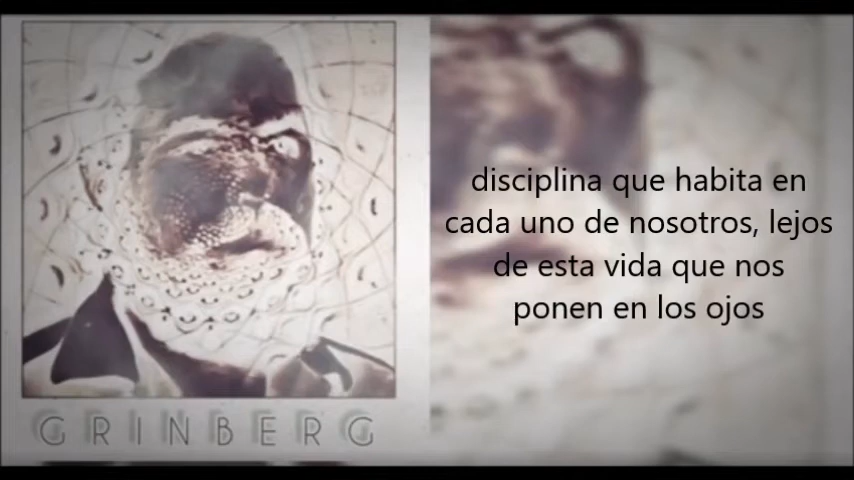 GRINBERG
disciplina que habita en
cada uno de nosotros, lejos
de esta vida que nos
ponen en los ojos